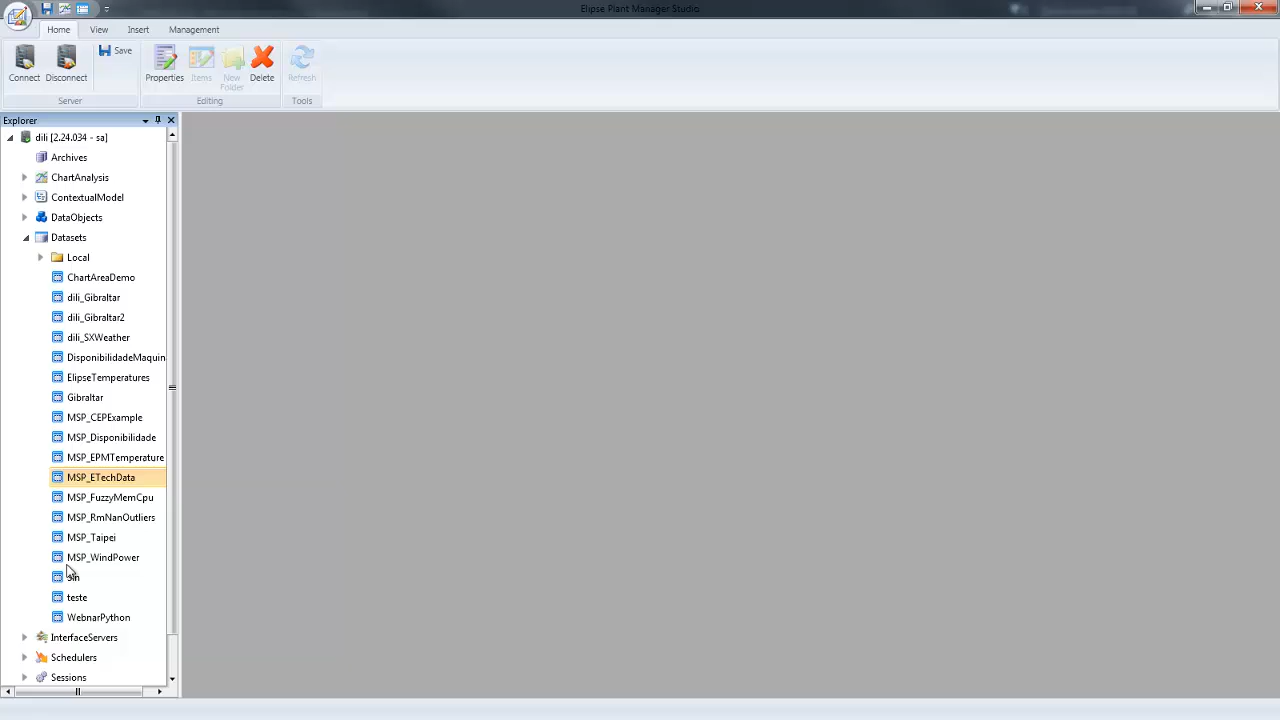 Elipse Plant Manager Studio
Home View Insert Management
Connect
Disconnect
Save
Properties
Items
New
Folder
Delete
Refresh
Server
Editing
Tools
Explorer
dili [2.24.034 - sa]
Archives
ChartAnalysis
ContextualModel
DataObjects
Datasets
Local
ChartAreaDemo
dili_Gibraltar
dili_Gibraltar2
dili_SXWeather
DisponibilidadeMaquin
ElipseTemperatures
Gibraltar
MSP_CEPExample
MSP_Disponibilidade
MSP_EPMTemperature
MSP_ETechData
MSP_FuzzyMemCpu
MSP_RmNanOutliers
MSP_Taipei
MSP_WindPower
teste
WebnarPython
InterfaceServers
Schedulers
Sessions